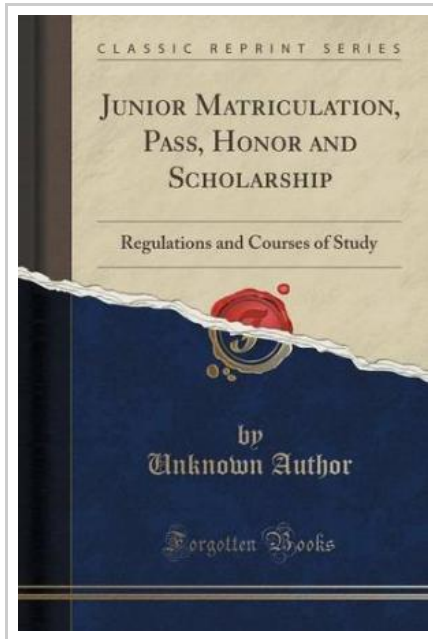 CLASSIC REPRINT SERIES
JUNIOR MATRICULATION,
PASS, HONOR AND
SCHOLARSHIP
Regulations and Courses of Study
by
Unknown Author
Forgotten Books